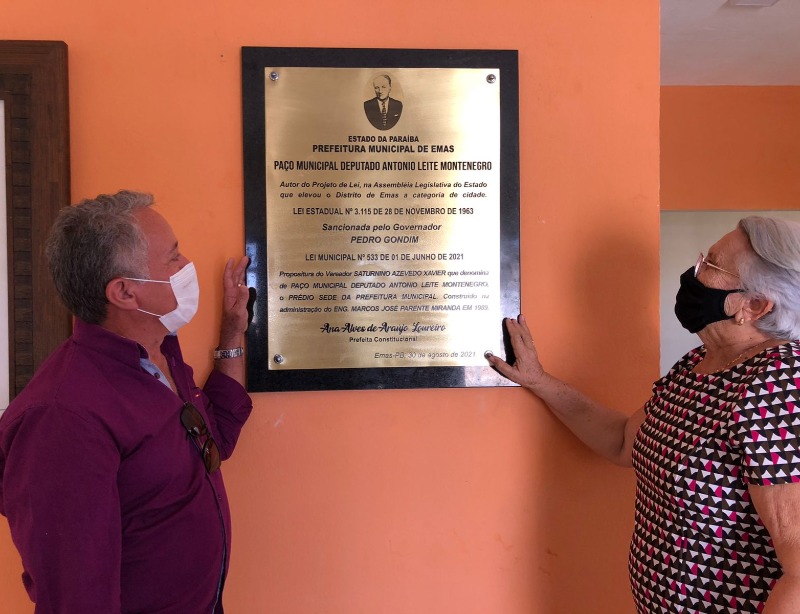 ESTADO DA PARAÍBA
PREFEITURA MUNICIPAL DE EMAS
PAÇO MUNICIPAL DEPUTADO ANTONIO LEITE MONTENEGRO
Autor do Projeto de Lei, na Assembléia Legislativa do Estado
que elevou o Distrito de Emas a categoria de cidade.
LEI ESTADUAL Nº 3.115 DE 28 DE NOVEMBRO DE 1963
Sancionada pelo Governador
PEDRO GONDIM
LEI MUNICIPAL Nº 533 DE 01 DE JUNHO DE 2021
Propositura do Vereador SATURNINO AZEVEDO XAVIER que denomina
de PAÇO MUNICIPAL DEPUTADO ANTONIO LEITE MONTENEGRO,
o PRÉDIO SEDE DA PREFEITURA MUNICIPAL. Construído na
administração do ENG. MARCOS JOSÉ PARENTE MIRANDA EM 1989.
Ana Alves de Araujo Loureiro
Prefeita Constitucional
Emas-PB, 30 de agosto de 2021